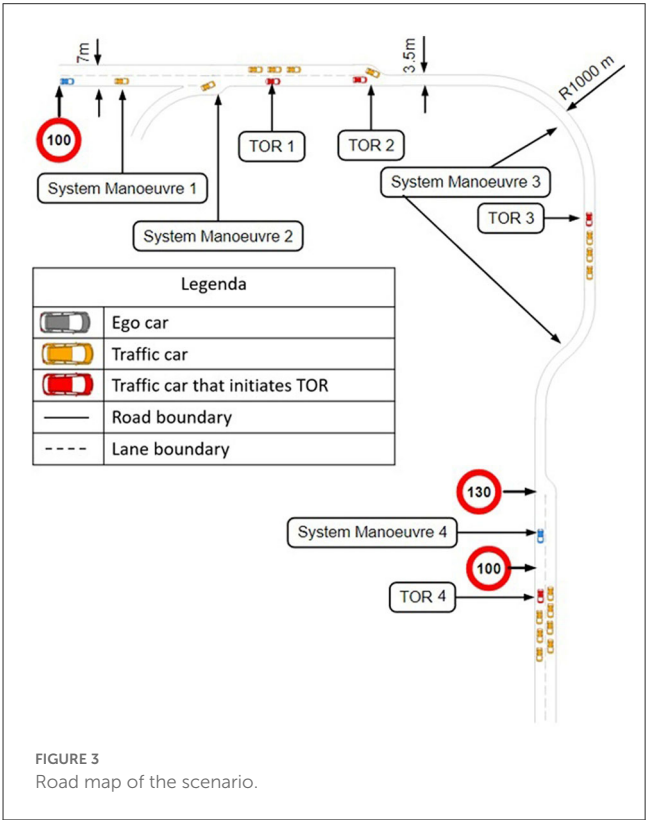 7m
3.5m
R1000 m
100
TOR 1
TOR 2
System Manoeuvre 1
System Manoeuvre 3
System Manoeuvre 2
TOR 3
Legenda
Ego car
Traffic car
Traffic car that initiates TOR
Road boundary
Lane boundary
130
System Manoeuvre 4
100
TOR 4
FIGURE 3
Road map of the scenario.